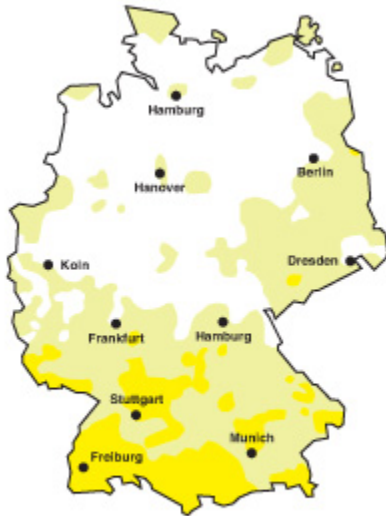 Hamburg
Berlin
Hanover
Dresden
Koln
Frankfurt
Hamburg
Stuttgart
Munich
Freiburg